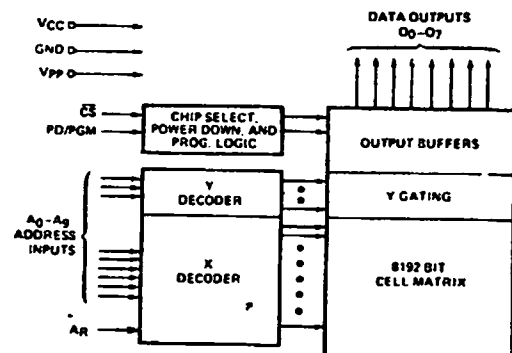 DATA OUTPUTS
O0–O7
VCC
GND
VPP
CS
PD/PGM
CHIP SELECT,
POWER DOWN, AND
PROG. LOGIC
OUTPUT BUFFERS
Y
DECODER
Y GATING
A0–A9
ADDRESS
INPUTS
X
DECODER
8192 BIT
CELL MATRIX
AR